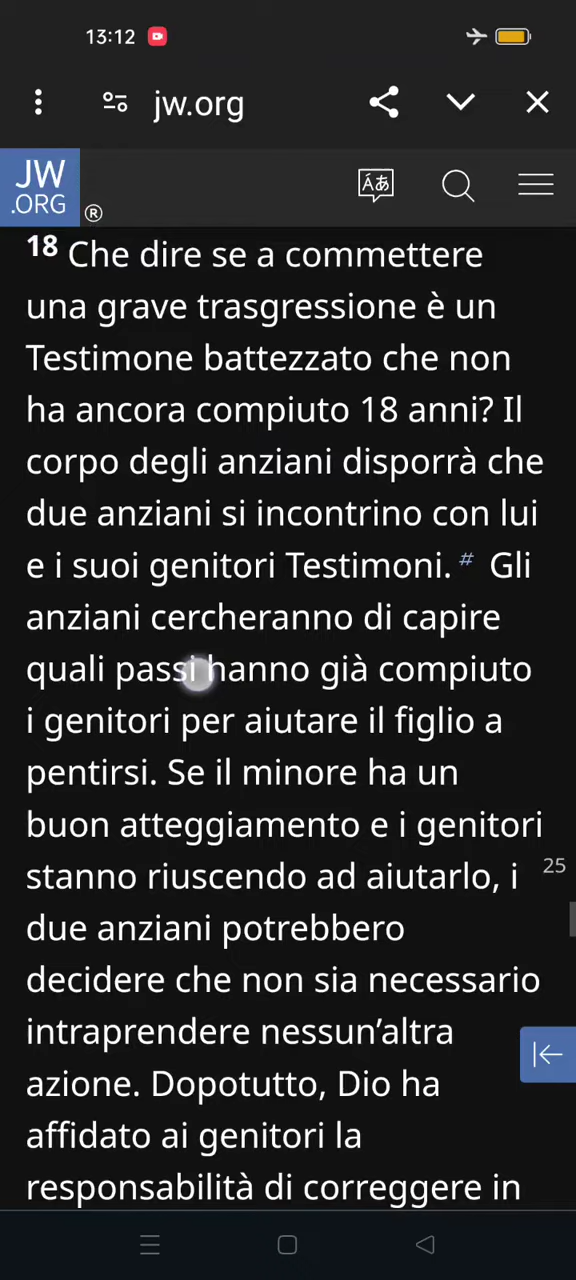 13:12
jw.org
JW
.ORG
®
Áあ
18 Che dire se a commettere
una grave trasgressione è un
Testimone battezzato che non
ha ancora compiuto 18 anni? Il
corpo degli anziani disporrà che
due anziani si incontrino con lui
e i suoi genitori Testimoni. # Gli
anziani cercheranno di capire
quali passi hanno già compiuto
i genitori per aiutare il figlio a
pentirsi. Se il minore ha un
buon atteggiamento e i genitori
stanno riuscendo ad aiutarlo, i
25
due anziani potrebbero
decidere che non sia necessario
intraprendere nessun’altra
azione. Dopotutto, Dio ha
affidato ai genitori la
responsabilità di correggere in